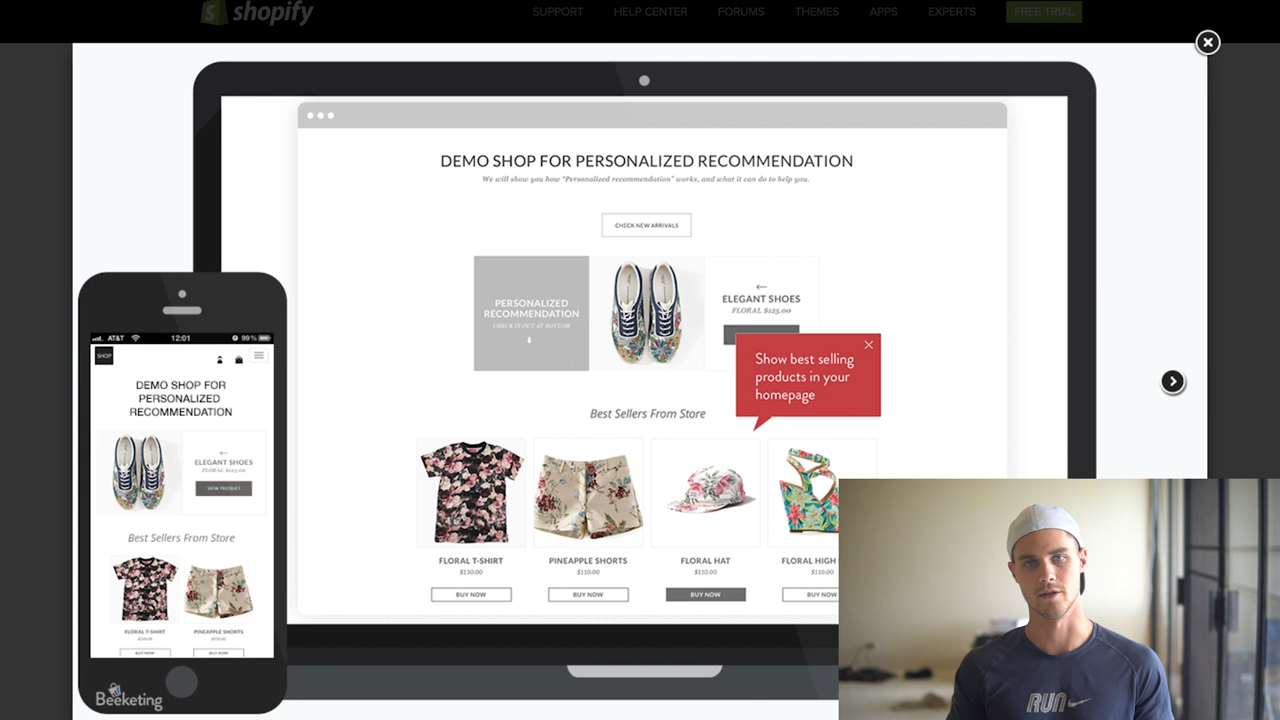 shopify
SUPPORT
HELP CENTER
FORUMS
THEMES
APPS
EXPERTS
FREE TRIAL
DEMO SHOP FOR PERSONALIZED RECOMMENDATION
We will show you how "Personalized recommendation" works, and what it can do to help you.
CHECK NEW ARRIVALS
PERSONALIZED
RECOMMENDATION
CHECK IT OUT AT BOTTOM
ELEGANT SHOES
FLORAL $125.00
Show best selling
products in your
homepage
Best Sellers From Store
FLORAL T-SHIRT
$130.00
BUY NOW
PINEAPPLE SHORTS
$110.00
BUY NOW
FLORAL HAT
$110.00
BUY NOW
FLORAL HIGH
$110.00
BUY NOW
AT&T
12:01
99%
SHOP
DEMO SHOP FOR
PERSONALIZED
RECOMMENDATION
ELEGANT SHOES
VIEW PRODUCT
Best Sellers From Store
FLORAL T-SHIRT
BUY NOW
PINEAPPLE SHORTS
BUY NOW
Beeketing
RUN